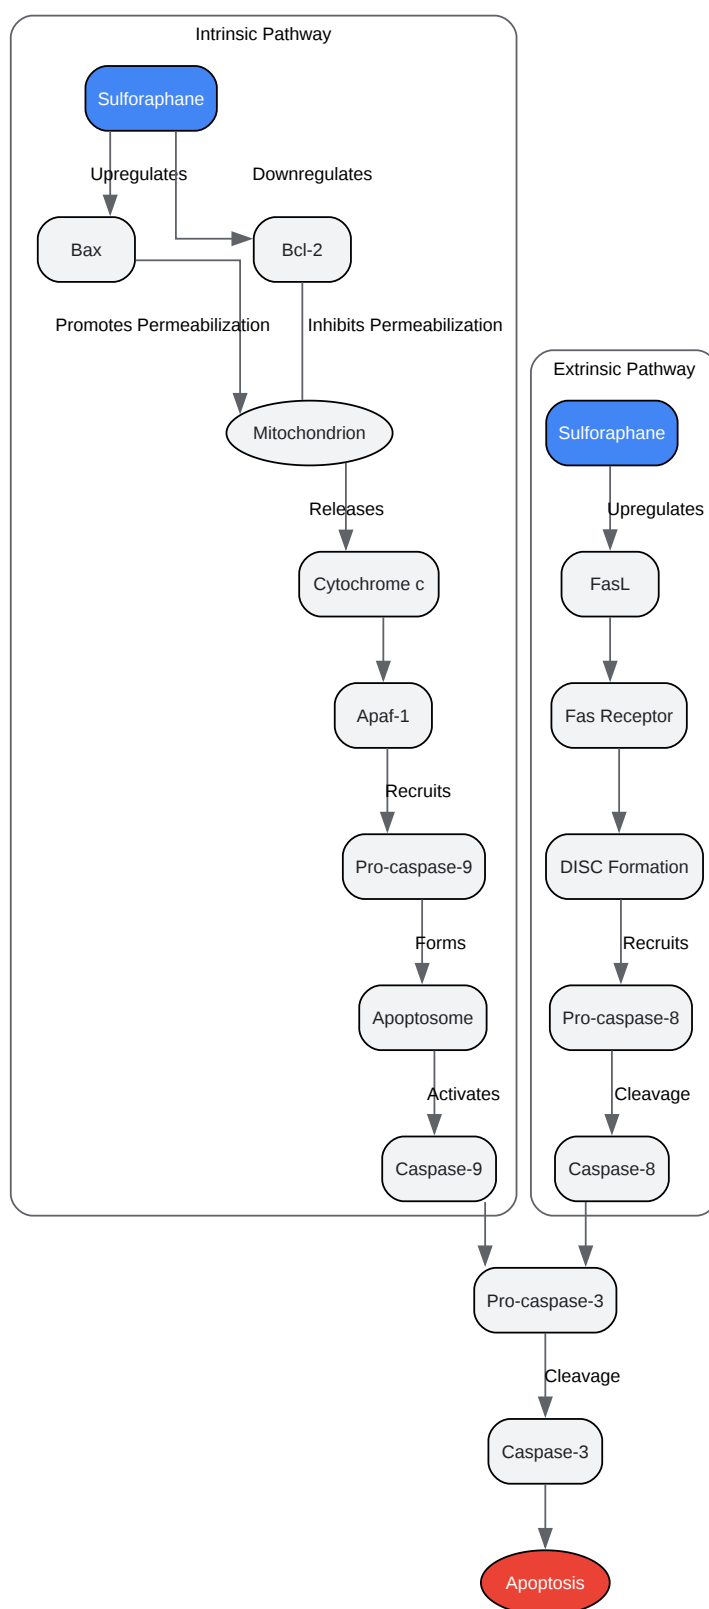 Intrinsic Pathway
Sulforaphane
Upregulates
Downregulates
Bax
Bcl-2
Promotes Permeabilization
Inhibits Permeabilization
Mitochondrion
Releases
Cytochrome c
Apaf-1
Recruits
Pro-caspase-9
Forms
Apoptosome
Activates
Caspase-9
Extrinsic Pathway
Sulforaphane
Upregulates
FasL
Fas Receptor
DISC Formation
Recruits
Pro-caspase-8
Cleavage
Caspase-8
Pro-caspase-3
Cleavage
Caspase-3
Apoptosis